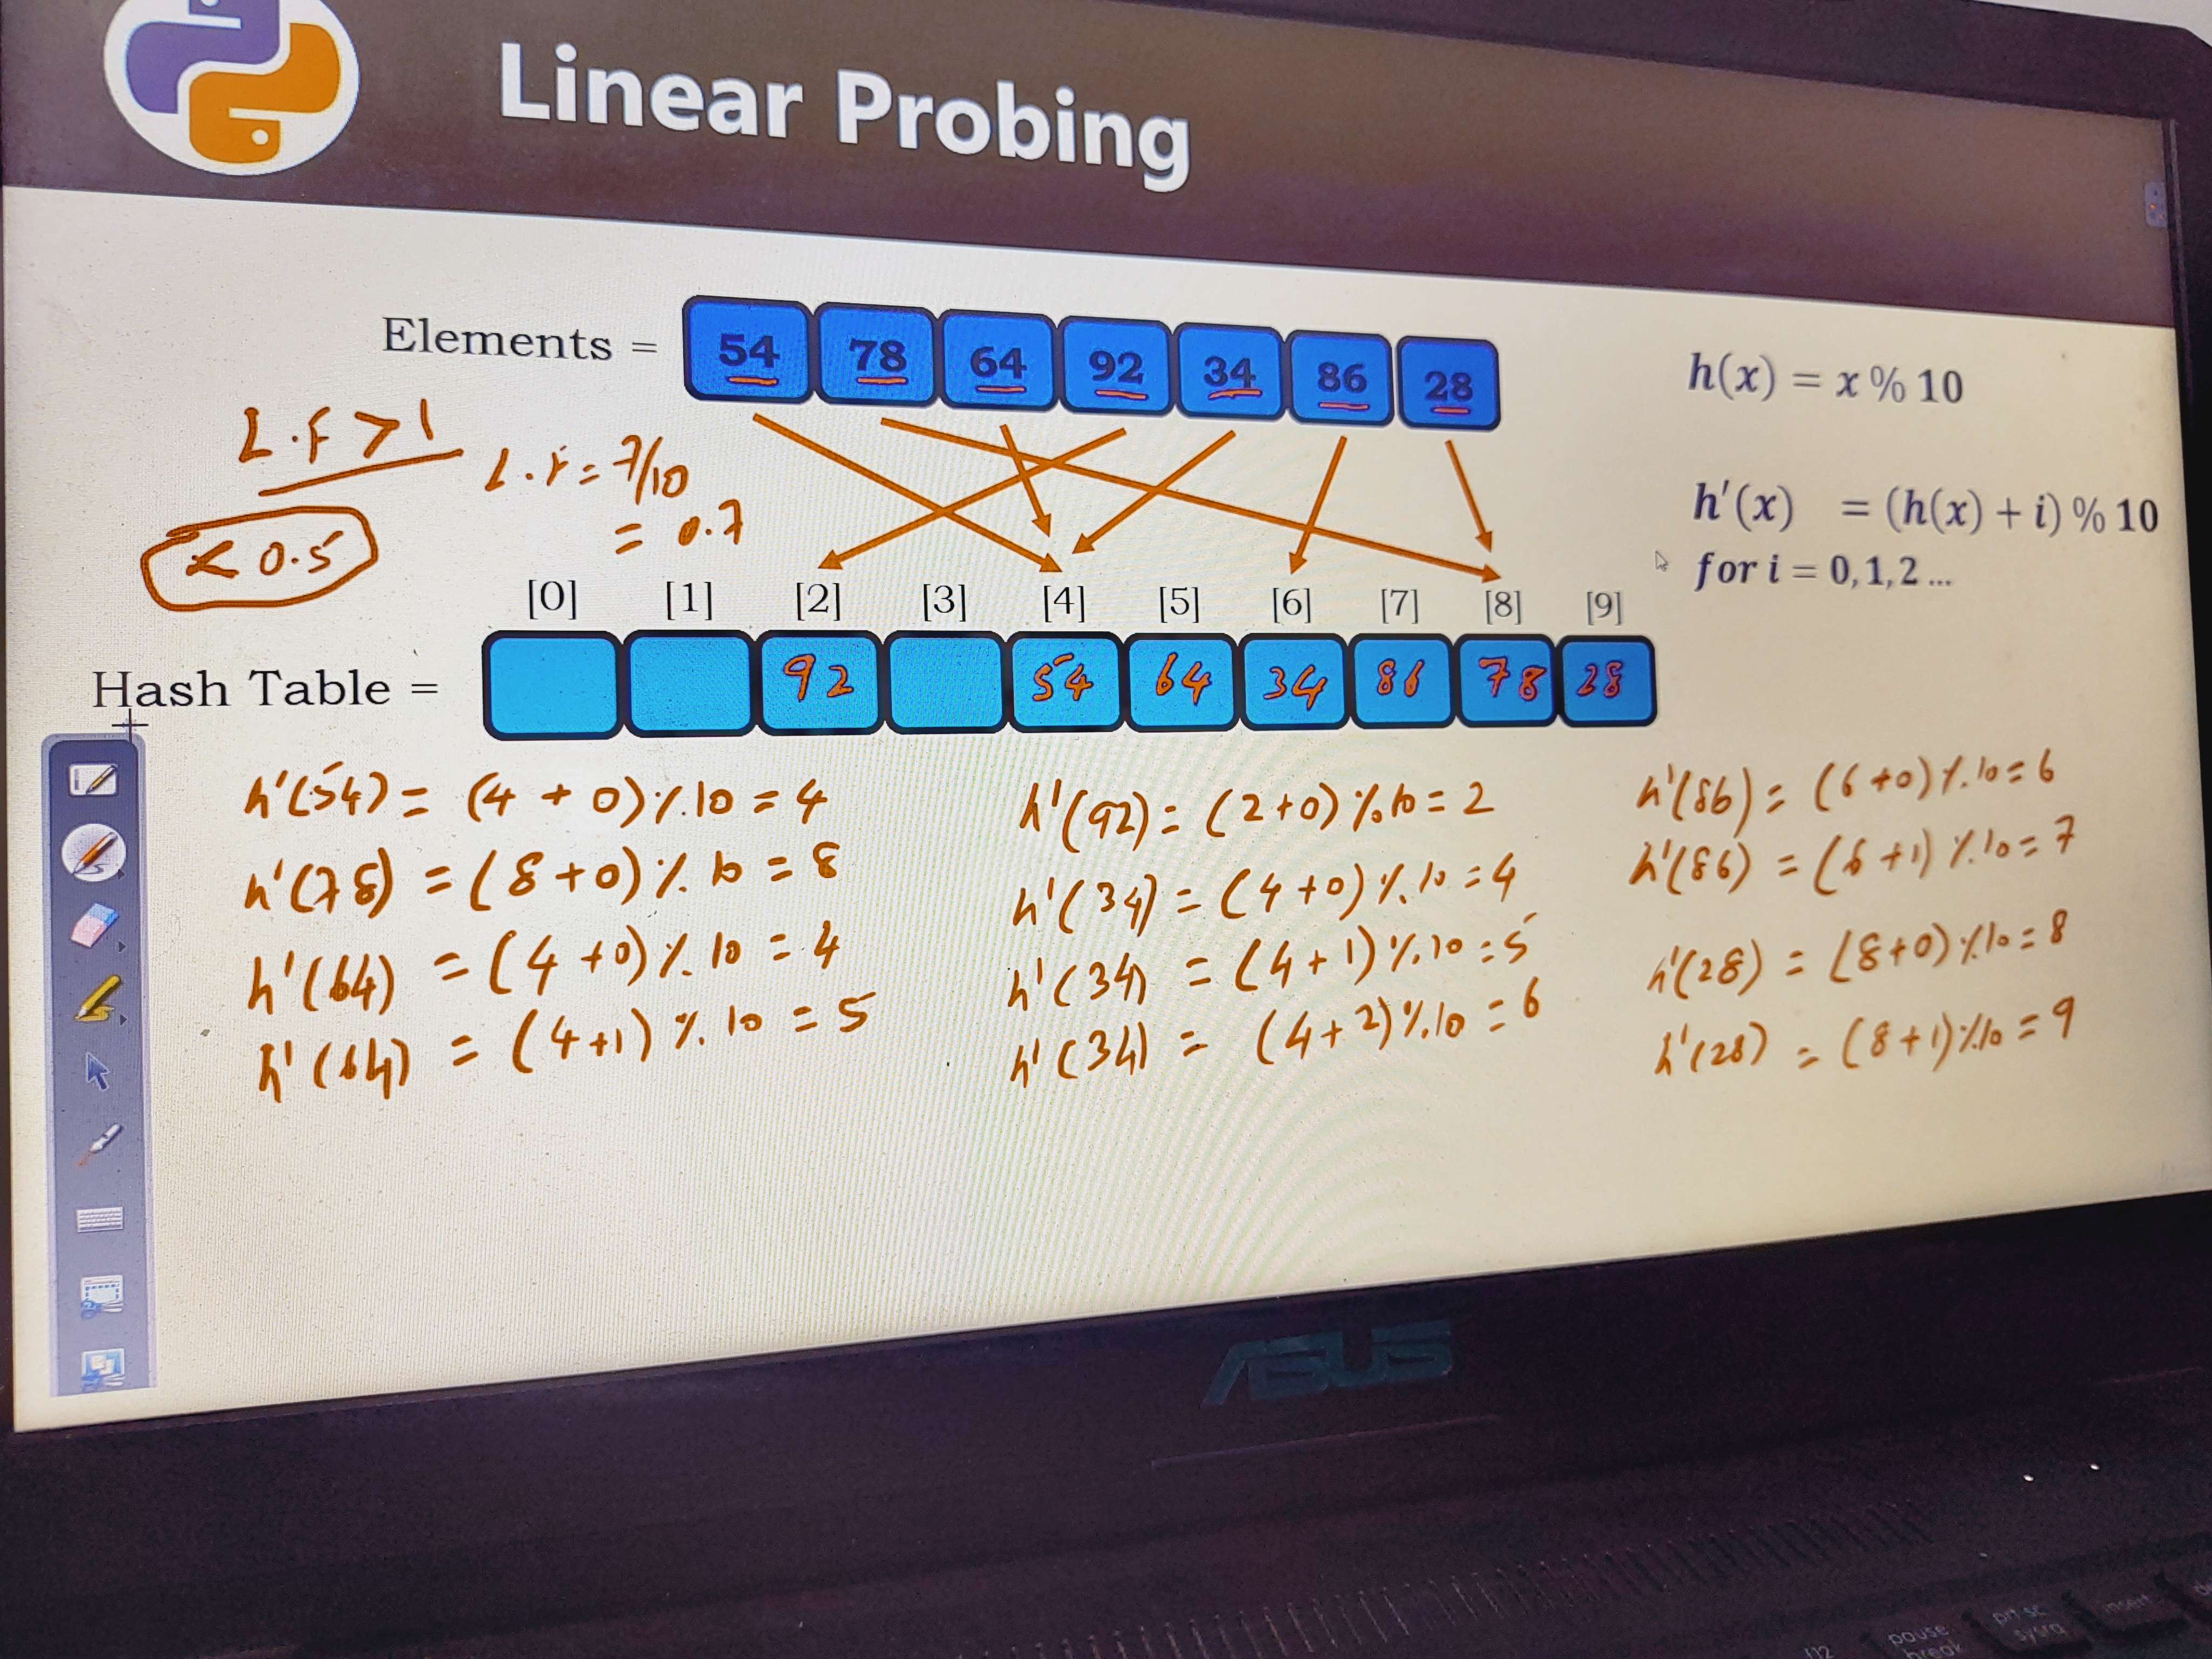 Linear Probing
Elements = 54 78 64 92 34 86 28
h(x) = x % 10
L.F > 1
L.F = 7/10
= 0.7
< 0.5
h'(x) = (h(x) + i) % 10
for i = 0, 1, 2 ...
[0] [1] [2] [3] [4] [5] [6] [7] [8] [9]
Hash Table = 92 54 64 34 86 78 28
h'(54) = (4 + 0) % 10 = 4
h'(78) = (8 + 0) % 10 = 8
h'(64) = (4 + 0) % 10 = 4
h'(64) = (4+1) % 10 = 5
h'(92) = (2+0) % 10 = 2
h'(34) = (4+0) % 10 = 4
h'(34) = (4+1) % 10 = 5
h'(34) = (4+2) % 10 = 6
h'(86) = (6+0) % 10 = 6
h'(86) = (6+1) % 10 = 7
h'(28) = (8+0) % 10 = 8
h'(28) = (8+1) % 10 = 9
ASUS
pause
break
prt sc
sysrq
insert